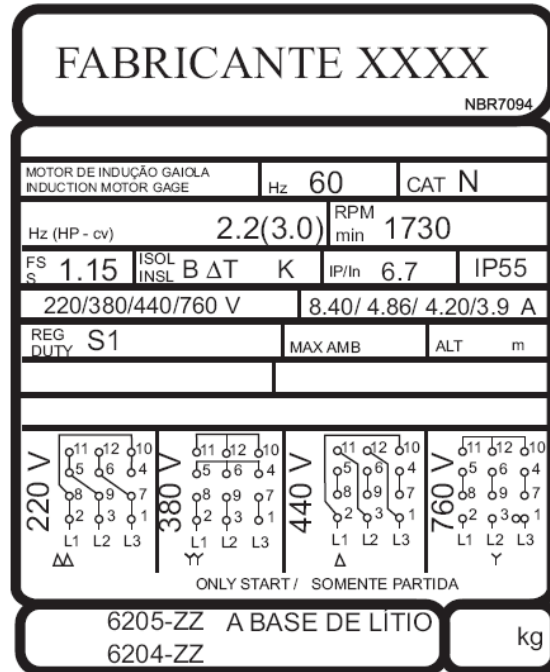 FABRICANTE XXXX
NBR7094
MOTOR DE INDUÇÃO GAIOLA
INDUCTION MOTOR GAGE
Hz 60
CAT N
Hz (HP - cv) 2.2(3.0)
RPM
min 1730
FS
S 1.15
ISOL
INSL B ΔT K
IP/In 6.7
IP55
220/380/440/760 V
8.40/ 4.86/ 4.20/3.9 A
REG
DUTY S1
MAX AMB
ALT m
220 V
11 12 10
5 6 4
8 9 7
2 3 1
L1 L2 L3
ΔΔ
380 V
11 12 10
5 6 4
8 9 7
2 3 1
L1 L2 L3
YY
440 V
11 12 10
5 6 4
8 9 7
2 3 1
L1 L2 L3
Δ
760 V
11 12 10
5 6 4
8 9 7
2 3 1
L1 L2 L3
Y
ONLY START / SOMENTE PARTIDA
6205-ZZ A BASE DE LÍTIO
6204-ZZ
kg